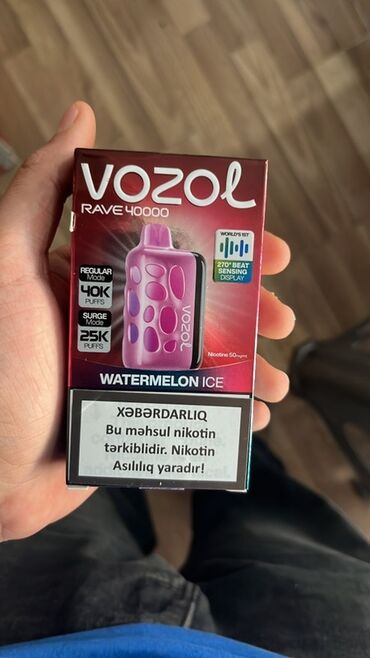 VOZOL
RAVE 40000
WORLD'S 1ST
270° BEAT
SENSING
DISPLAY
REGULAR
Mode
40K
PUFFS
SURGE
Mode
25K
PUFFS
VOZOL
Nicotine 50mg/ml
WATERMELON ICE
XƏBƏRDARLIQ
Bu məhsul nikotin
tərkiblidir. Nikotin
Asılılıq yaradır!